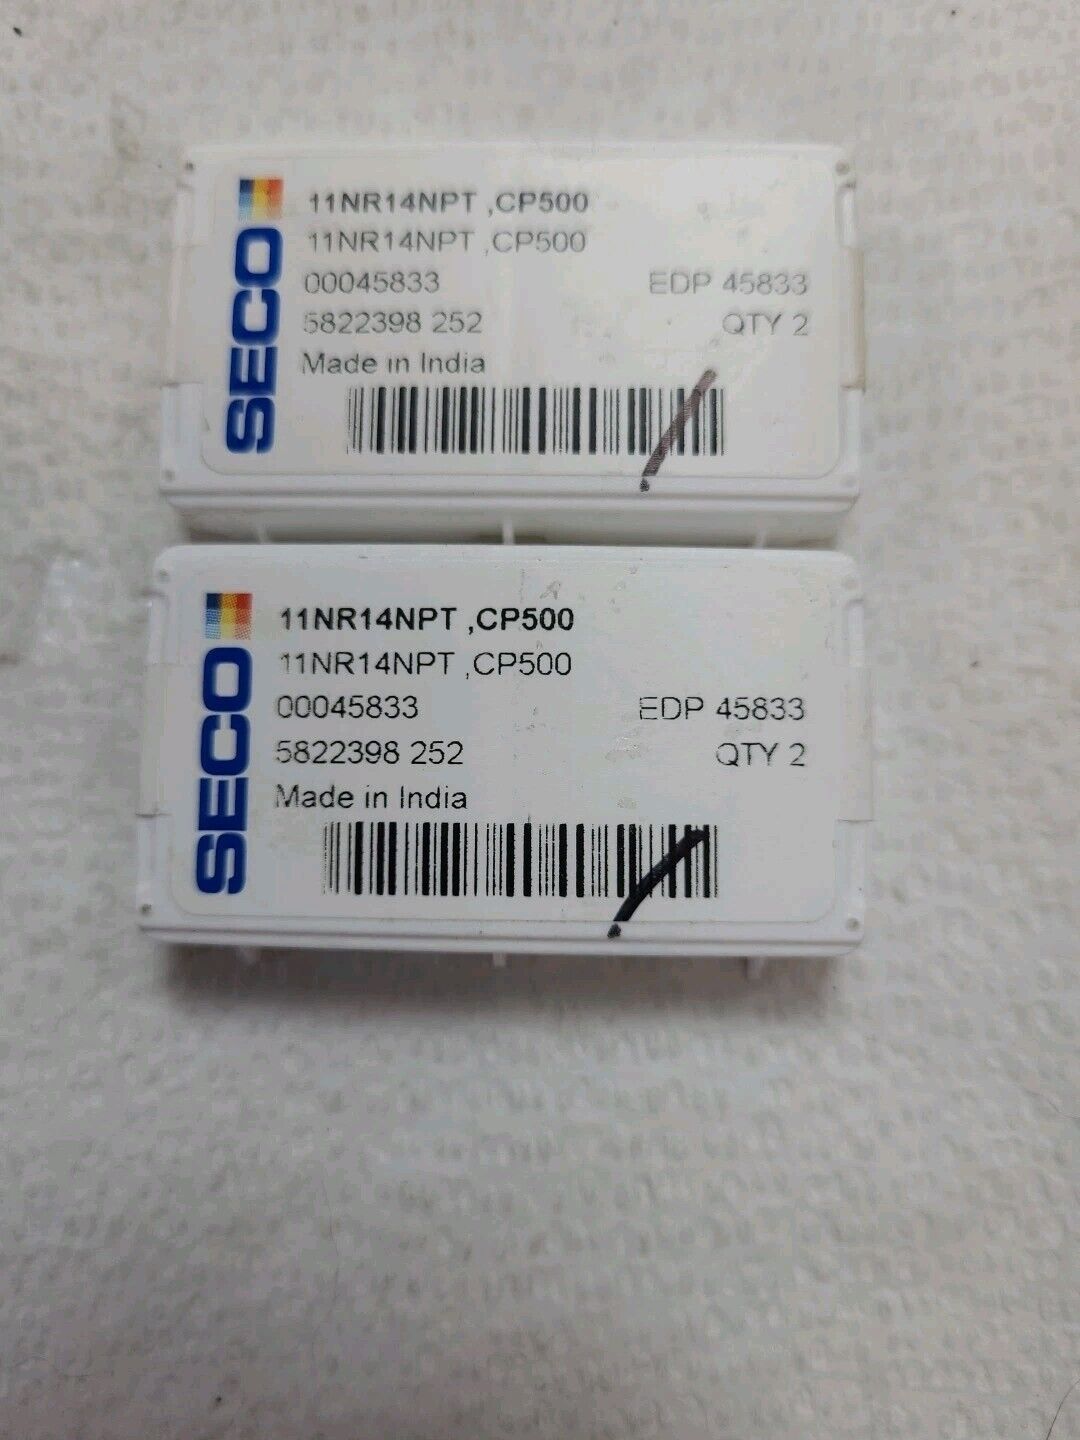 SECO
11NR14NPT ,CP500
11NR14NPT ,CP500
00045833 EDP 45833
5822398 252 QTY 2
Made in India
SECO
11NR14NPT ,CP500
11NR14NPT ,CP500
00045833 EDP 45833
5822398 252 QTY 2
Made in India